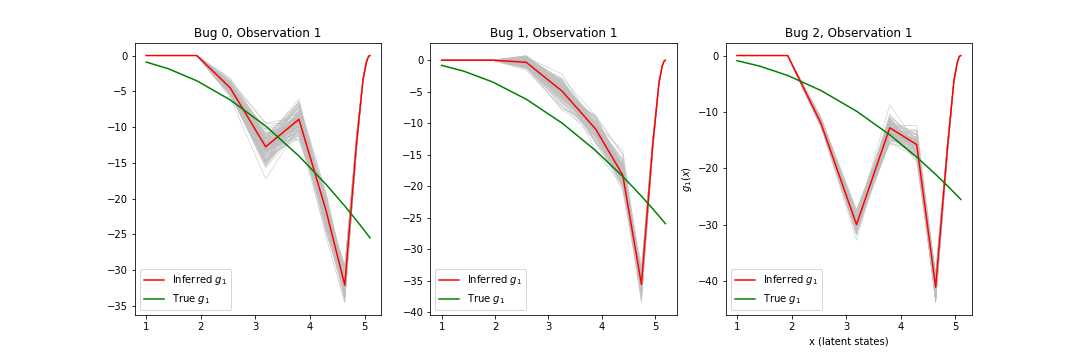 Bug 0, Observation 1
0
−5
−10
−15
−20
−25
−30
−35
1 2 3 4 5
Inferred g₁
True g₁
Bug 1, Observation 1
0
−5
−10
−15
−20
−25
−30
−35
−40
1 2 3 4 5
Inferred g₁
True g₁
Bug 2, Observation 1
g₁(x)
0
−10
−20
−30
−40
1 2 3 4 5
x (latent states)
Inferred g₁
True g₁